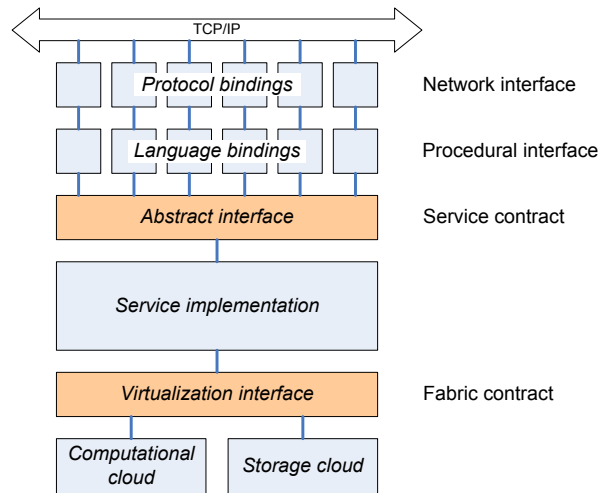 TCP/IP
Protocol bindings
Network interface
Language bindings
Procedural interface
Abstract interface
Service contract
Service implementation
Virtualization interface
Fabric contract
Computational
cloud
Storage cloud